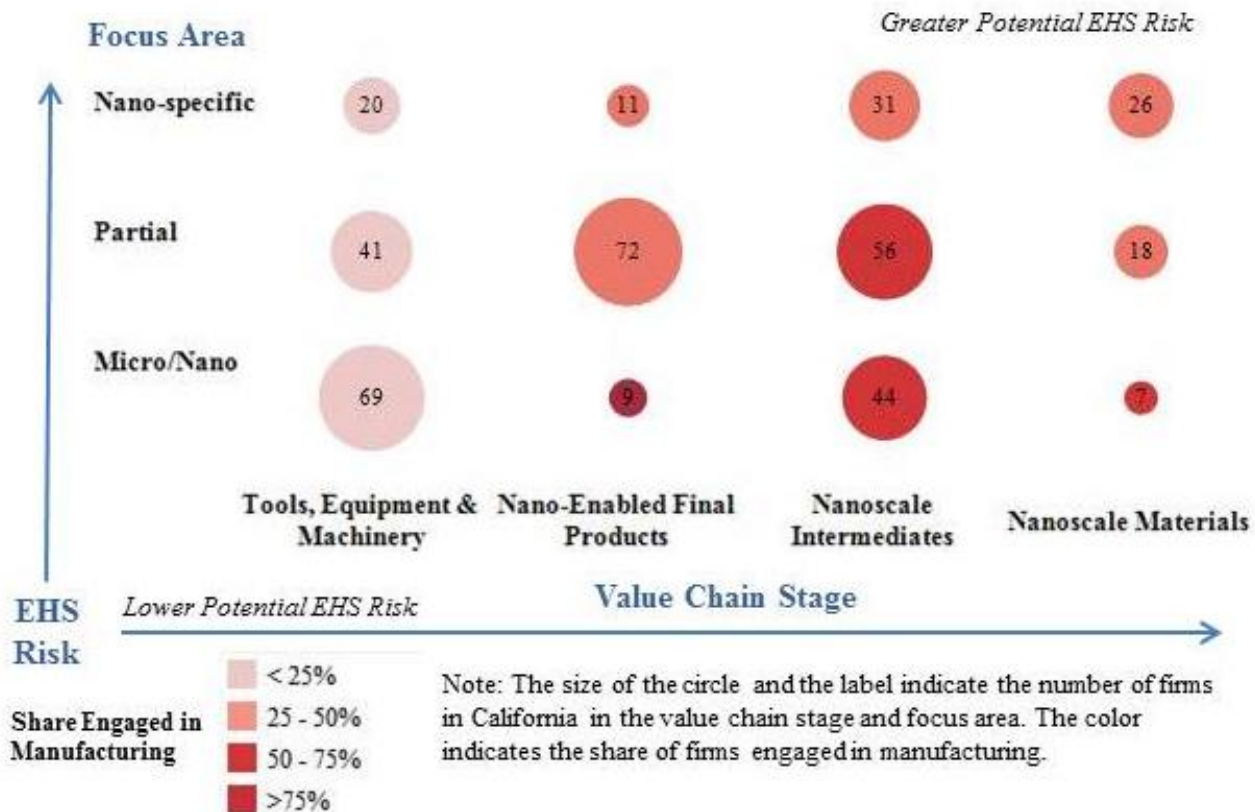 Focus Area
Greater Potential EHS Risk
Nano-specific
20
11
31
26
Partial
41
72
56
18
Micro/Nano
69
9
44
7
Tools, Equipment &
Machinery
Nano-Enabled Final
Products
Nanoscale
Intermediates
Nanoscale Materials
EHS
Risk
Lower Potential EHS Risk
Value Chain Stage
Share Engaged in
Manufacturing
< 25%
25 - 50%
50 - 75%
>75%
Note: The size of the circle and the label indicate the number of firms
in California in the value chain stage and focus area. The color
indicates the share of firms engaged in manufacturing.